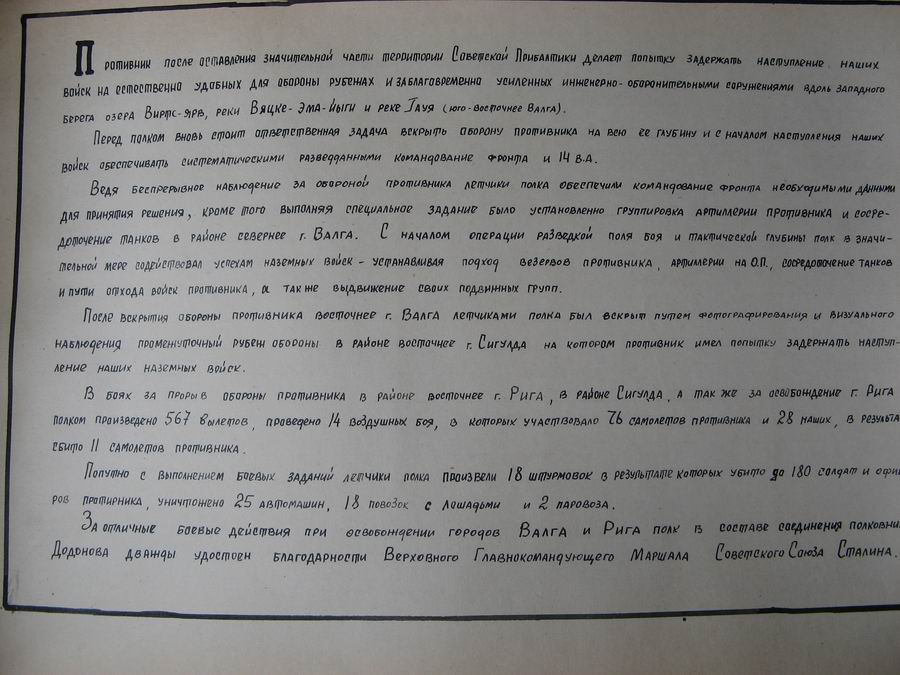 Противник после оставления значительной части территории Советской Прибалтики делает попытку задержать наступление наших
войск на естественно удобных для обороны рубежах и заблаговременно усиленных инженерно-оборонительными соружениями вдоль западного
берега озера Виртс-ярв, реки Вяцке-Эма-Йыги и реке Гауя (юго-восточнее Валга).
Перед полком вновь стоит ответственная задача вскрыть оборону противника на всю ее глубину и с началом наступления наших
войск обеспечивать систематическими разведданными командование фронта и 14 в.а.
Ведя беспрерывное наблюдение за обороной противника летчики полка обеспечили командование фронта необходимыми данными
для принятия решения, кроме того выполняя специальное задание было установленно группировка артиллерии противника и сосре-
доточение танков в районе севернее г. Валга. С началом операции разведкой поля боя и тактической глубины полк в значи-
тельной мере содействовал успехам наземных войск - устанавливая подход везервов противника, артиллерии на О.П., сосредоточение танков
и пути отхода войск противника, а так же выдвижение своих подвижных групп.
После вскрытия обороны противника восточнее г. Валга летчиками полка был вскрыт путем фотографирования и визуального
наблюдения промежуточный рубеж обороны в районе восточнее г. Сигулда на котором противник имел попытку задержать наступ-
ление наших наземных войск.
В боях за прорыв обороны противника в районе восточнее г. Рига, в районе Сигулда, а так же за освобождение г. Рига
полком произведено 567 вылетов, проведено 14 воздушных боя, в которых участвовало 76 самолетов противника и 28 наших, в результа
сбито 11 самолетов противника.
Попутно с выполнением боевых заданий летчики полка произвели 18 штурмовок в результате которых убито до 180 солдат и офи
ров протирника, уничтожено 25 автомашин, 18 повозок с лошадьми и 2 паровоза.
За отличные боевые действия при освобождении городов Валга и Рига полк в составе соединения полковни
Додонова дважды удостоен благодарности Верховного Главнокомандующего Маршала Советского Союза Сталина.